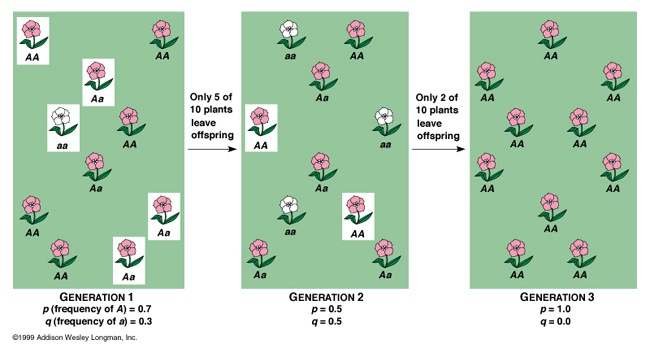 AA
AA
Aa
aa
AA
Aa
AA
Aa
AA
Aa
GENERATION 1
p (frequency of A) = 0.7
q (frequency of a) = 0.3
Only 5 of
10 plants
leave
offspring
aa
AA
Aa
AA
aa
Aa
aa
AA
Aa
Aa
GENERATION 2
p = 0.5
q = 0.5
Only 2 of
10 plants
leave
offspring
AA
AA
AA
AA
AA
AA
AA
AA
AA
AA
GENERATION 3
p = 1.0
q = 0.0
©1999 Addison Wesley Longman, Inc.